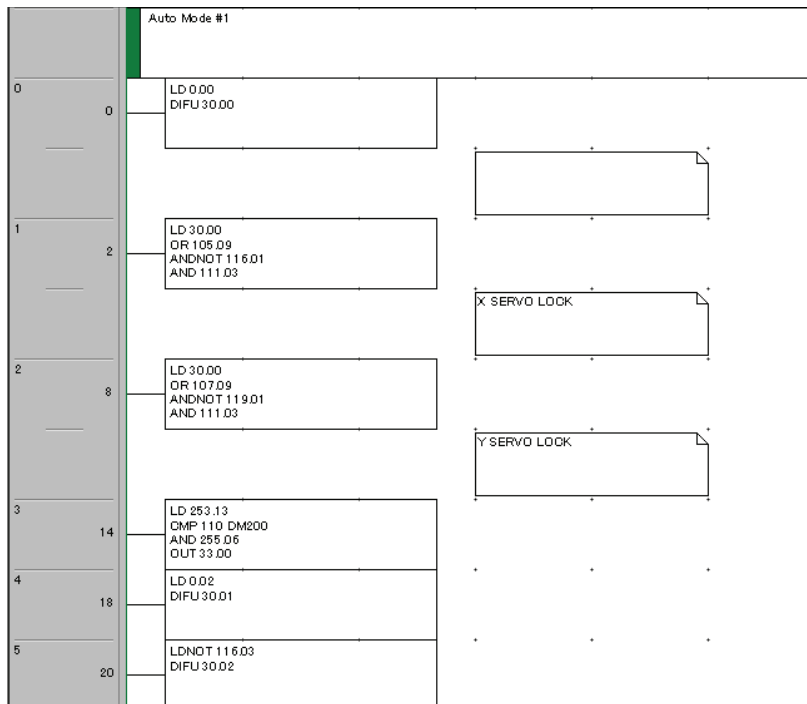 Auto Mode #1
0
0
LD 0.00
DIFU 30.00
1
2
LD 30.00
OR 105.09
ANDNOT 116.01
AND 111.03
X SERVO LOCK
2
8
LD 30.00
OR 107.09
ANDNOT 119.01
AND 111.03
Y SERVO LOCK
3
14
LD 253.13
CMP 110 DM200
AND 255.06
OUT 33.00
4
18
LD 0.02
DIFU 30.01
5
20
LDNOT 116.03
DIFU 30.02